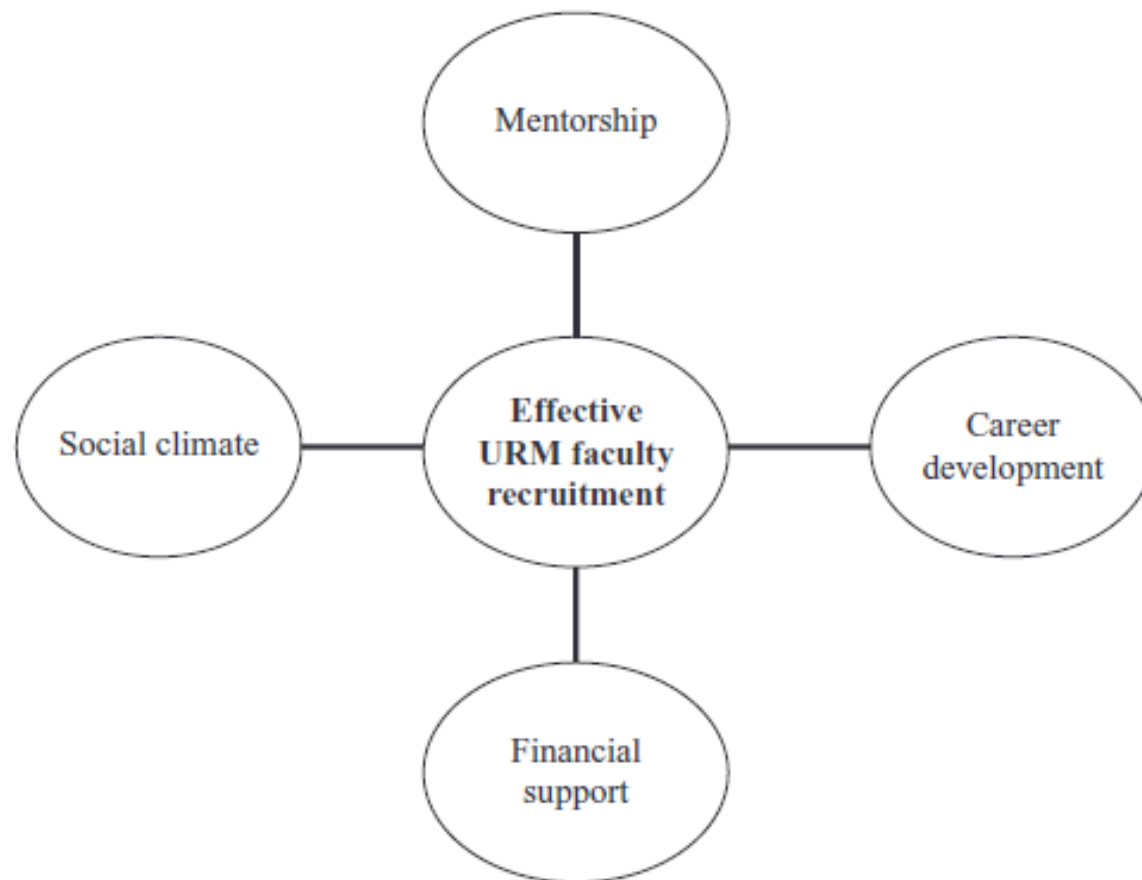 Mentorship
Social climate
Effective
URM faculty
recruitment
Career
development
Financial
support